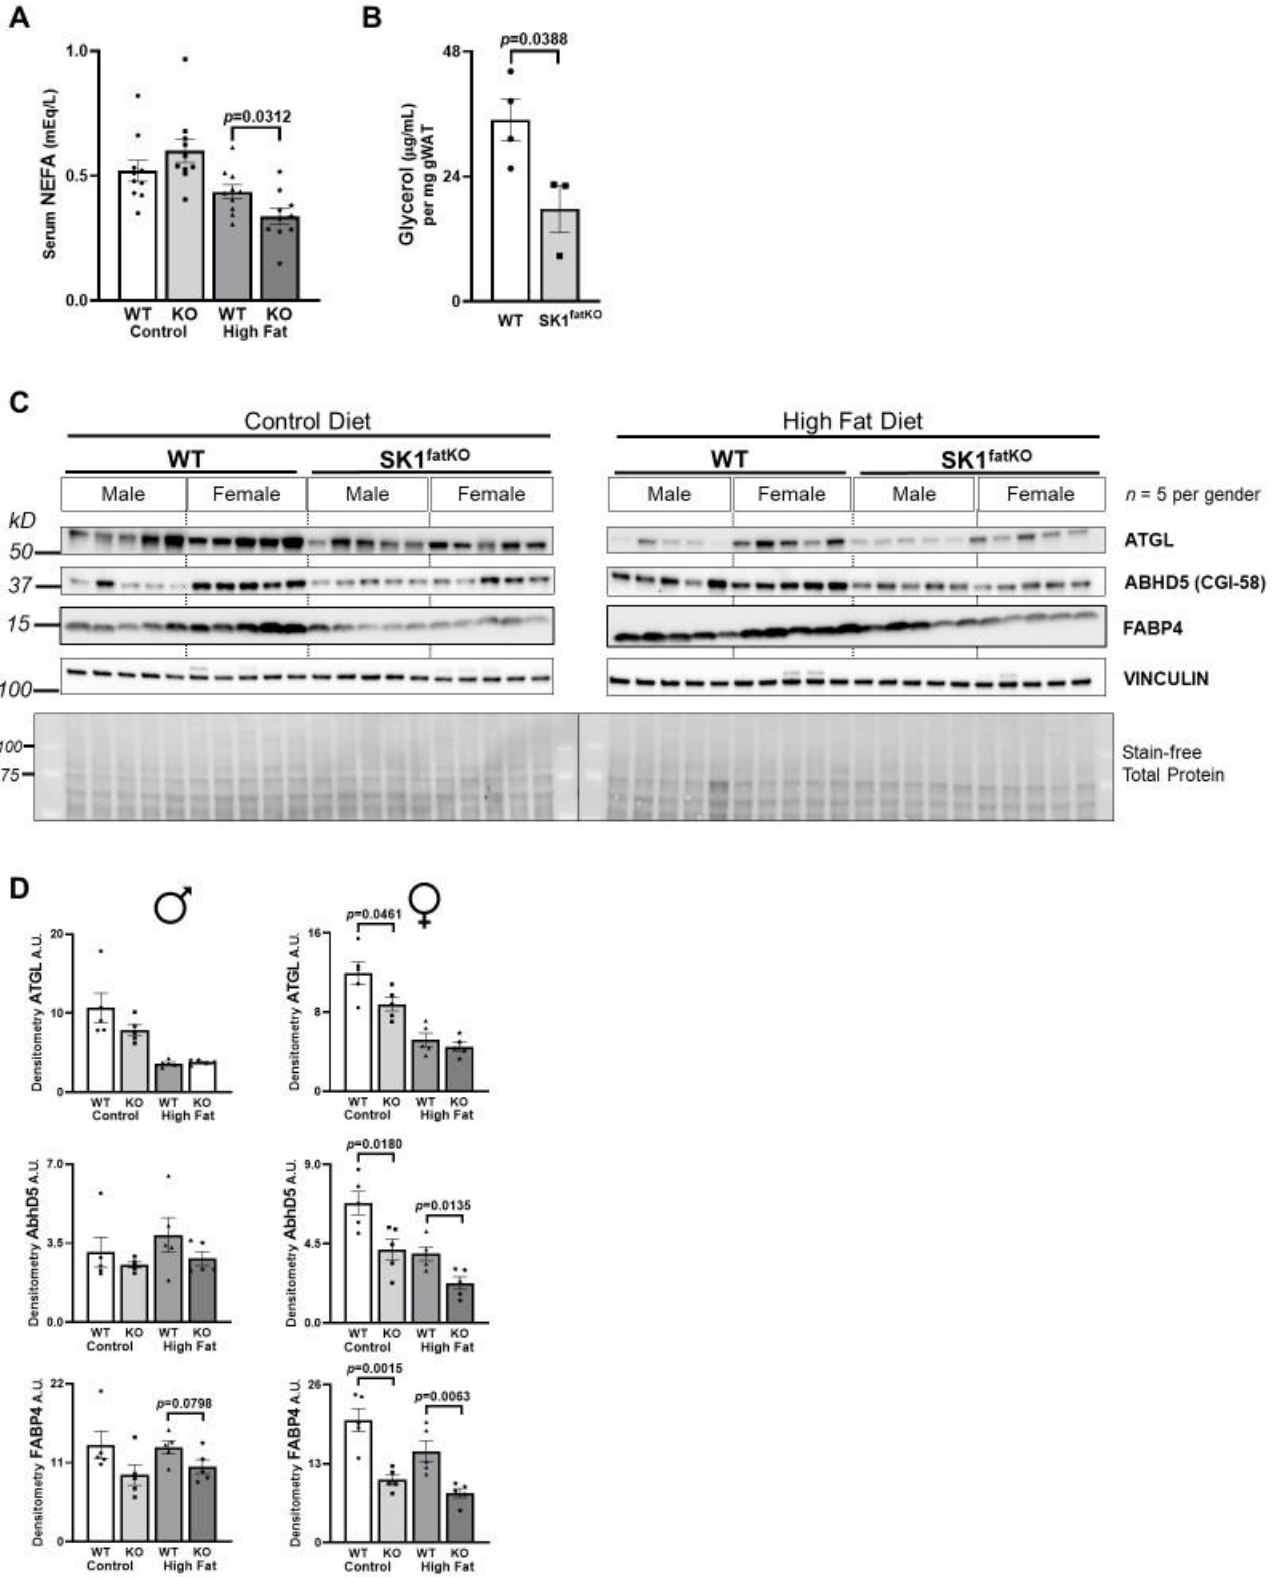 A
B
1.0
0.5
0.0
Serum NEFA (mEq/L)
p=0.0312
WT KO WT KO
Control High Fat
48
24
0
Glycerol (µg/mL)
per mg gWAT
p=0.0388
WT SK1fatKO
C
Control Diet High Fat Diet
WT SK1fatKO WT SK1fatKO
Male Female Male Female Male Female Male Female n = 5 per gender
kD
50 ATGL
37 ABHD5 (CGI-58)
15 FABP4
100 VINCULIN
100
75
Stain-free
Total Protein
D
♂ ♀
Densitometry ATGL A.U.
20
10
0
WT KO WT KO
Control High Fat
Densitometry ATGL A.U.
16
8
0
p=0.0461
WT KO WT KO
Control High Fat
Densitometry AbhD5 A.U.
7.0
3.5
0.0
WT KO WT KO
Control High Fat
Densitometry AbhD5 A.U.
9.0
4.5
0.0
p=0.0180
p=0.0135
WT KO WT KO
Control High Fat
Densitometry FABP4 A.U.
22
11
0
p=0.0798
WT KO WT KO
Control High Fat
Densitometry FABP4 A.U.
26
13
0
p=0.0015
p=0.0063
WT KO WT KO
Control High Fat